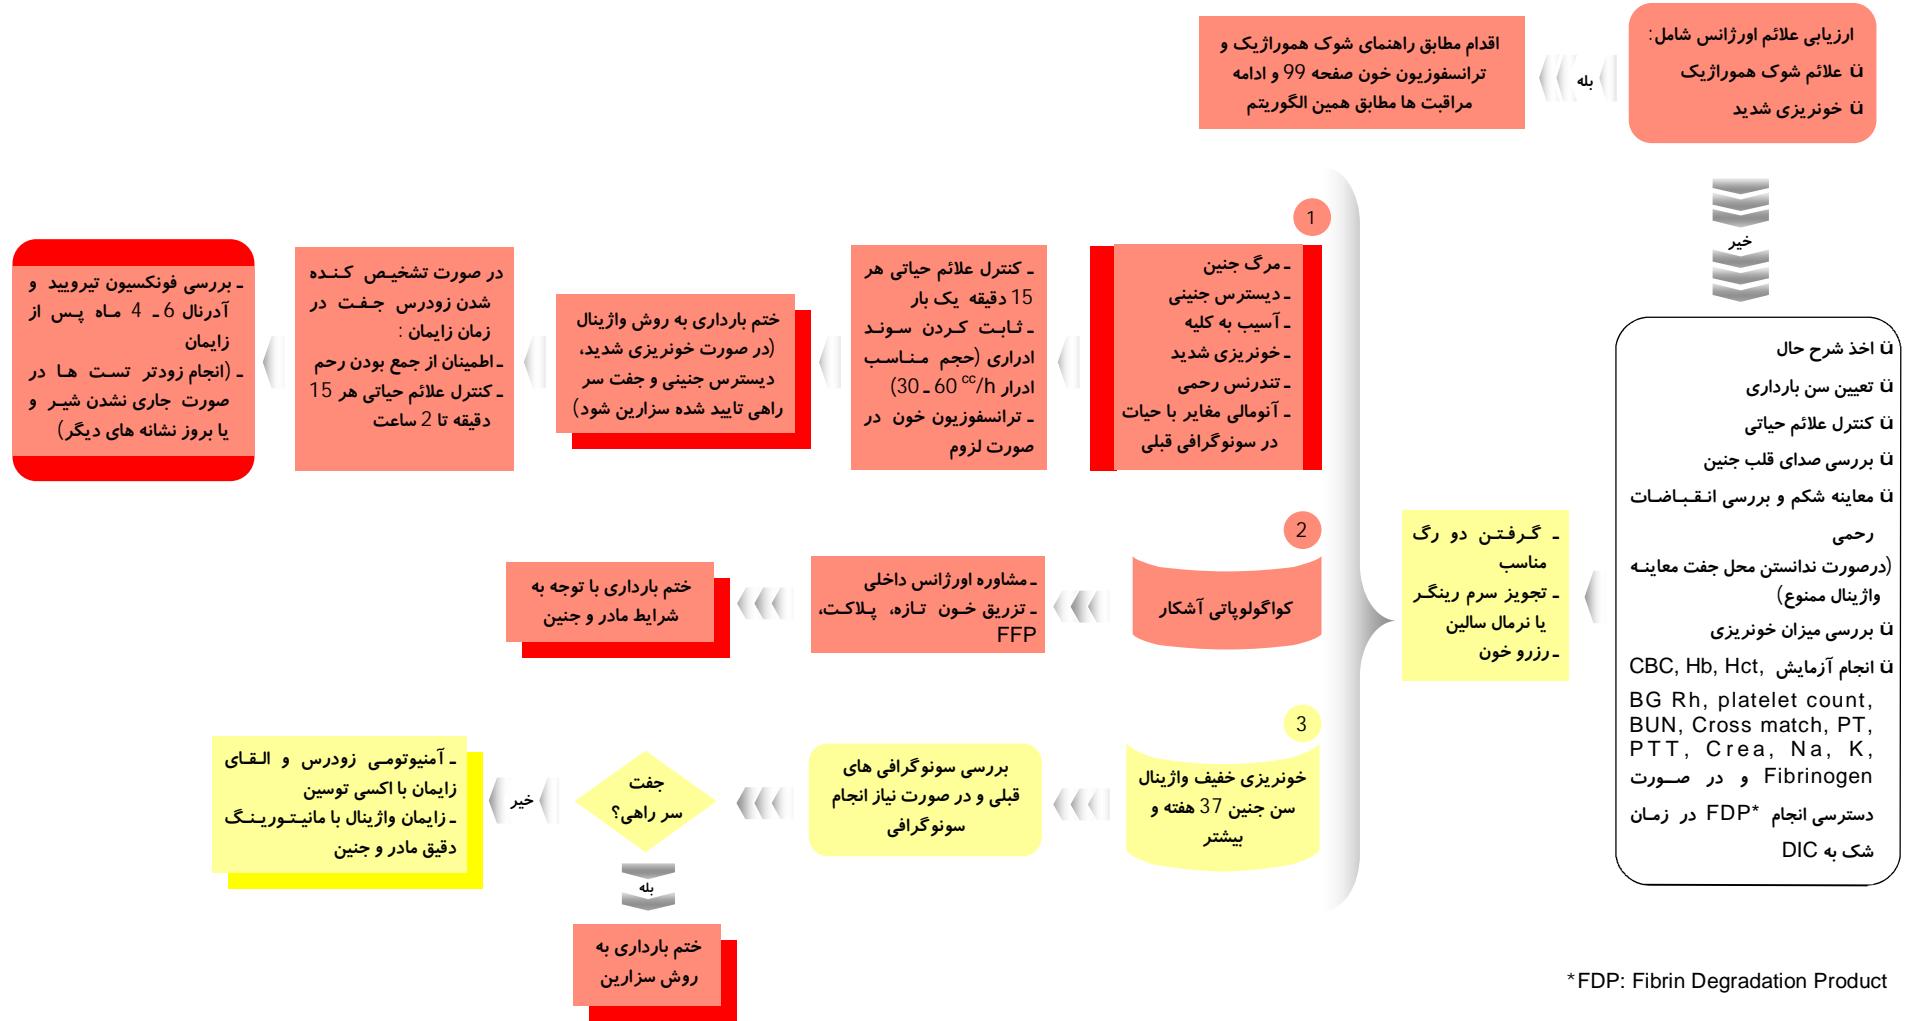 ارزیابی علائم اورژانس شامل:
ü علائم شوک هموراژیک
ü خونریزی شدید
بله
اقدام مطابق راهنمای شوک هموراژیک و
ترانسفوزیون خون صفحه 99 و ادامه
مراقبت ها مطابق همین الگوریتم
خیر
ü اخذ شرح حال
ü تعیین سن بارداری
ü کنترل علائم حیاتی
ü بررسی صدای قلب جنین
ü معاینه شکم و بررسی انقباضات
رحمی
(درصورت ندانستن محل جفت معاینه
واژینال ممنوع)
ü بررسی میزان خونریزی
ü انجام آزمایش CBC, Hb, Hct,
BG Rh, platelet count,
BUN, Cross match, PT,
PTT, Crea, Na, K,
Fibrinogen و در صورت
دسترسی انجام FDP* در زمان
شک به DIC
ـ گرفتن دو رگ
مناسب
ـ تجویز سرم رینگر
یا نرمال سالین
ـ رزرو خون
1
ـ مرگ جنین
ـ دیسترس جنینی
ـ آسیب به کلیه
ـ خونریزی شدید
ـ تندرنس رحمی
ـ آنومالی مغایر با حیات
در سونوگرافی قبلی
ـ کنترل علائم حیاتی هر
15 دقیقه یک بار
ـ ثابت کردن سوند
ادراری (حجم مناسب
ادرار 30 ـ 60 cc/h)
ـ ترانسفوزیون خون در
صورت لزوم
ختم بارداری به روش واژینال
(در صورت خونریزی شدید،
دیسترس جنینی و جفت سر
راهی تایید شده سزارین شود)
در صورت تشخیص کننده
شدن زودرس جفت در
زمان زایمان :
ـ اطمینان از جمع بودن رحم
ـ کنترل علائم حیاتی هر 15
دقیقه تا 2 ساعت
ـ بررسی فونکسیون تیرویید و
آدرنال 6 ـ 4 ماه پس از
زایمان
ـ (انجام زودتر تست ها در
صورت جاری نشدن شیر و
یا بروز نشانه های دیگر)
2
کواگولوپاتی آشکار
ـ مشاوره اورژانس داخلی
ـ تزریق خون تازه، پلاکت،
FFP
ختم بارداری با توجه به
شرایط مادر و جنین
3
خونریزی خفیف واژینال
سن جنین 37 هفته و
بیشتر
بررسی سونوگرافی های
قبلی و در صورت نیاز انجام
سونوگرافی
جفت
سر راهی؟
خیر
ـ آمنیوتومی زودرس و القای
زایمان با اکسی توسین
ـ زایمان واژینال با مانیتورینگ
دقیق مادر و جنین
بله
ختم بارداری به
روش سزارین
*FDP: Fibrin Degradation Product